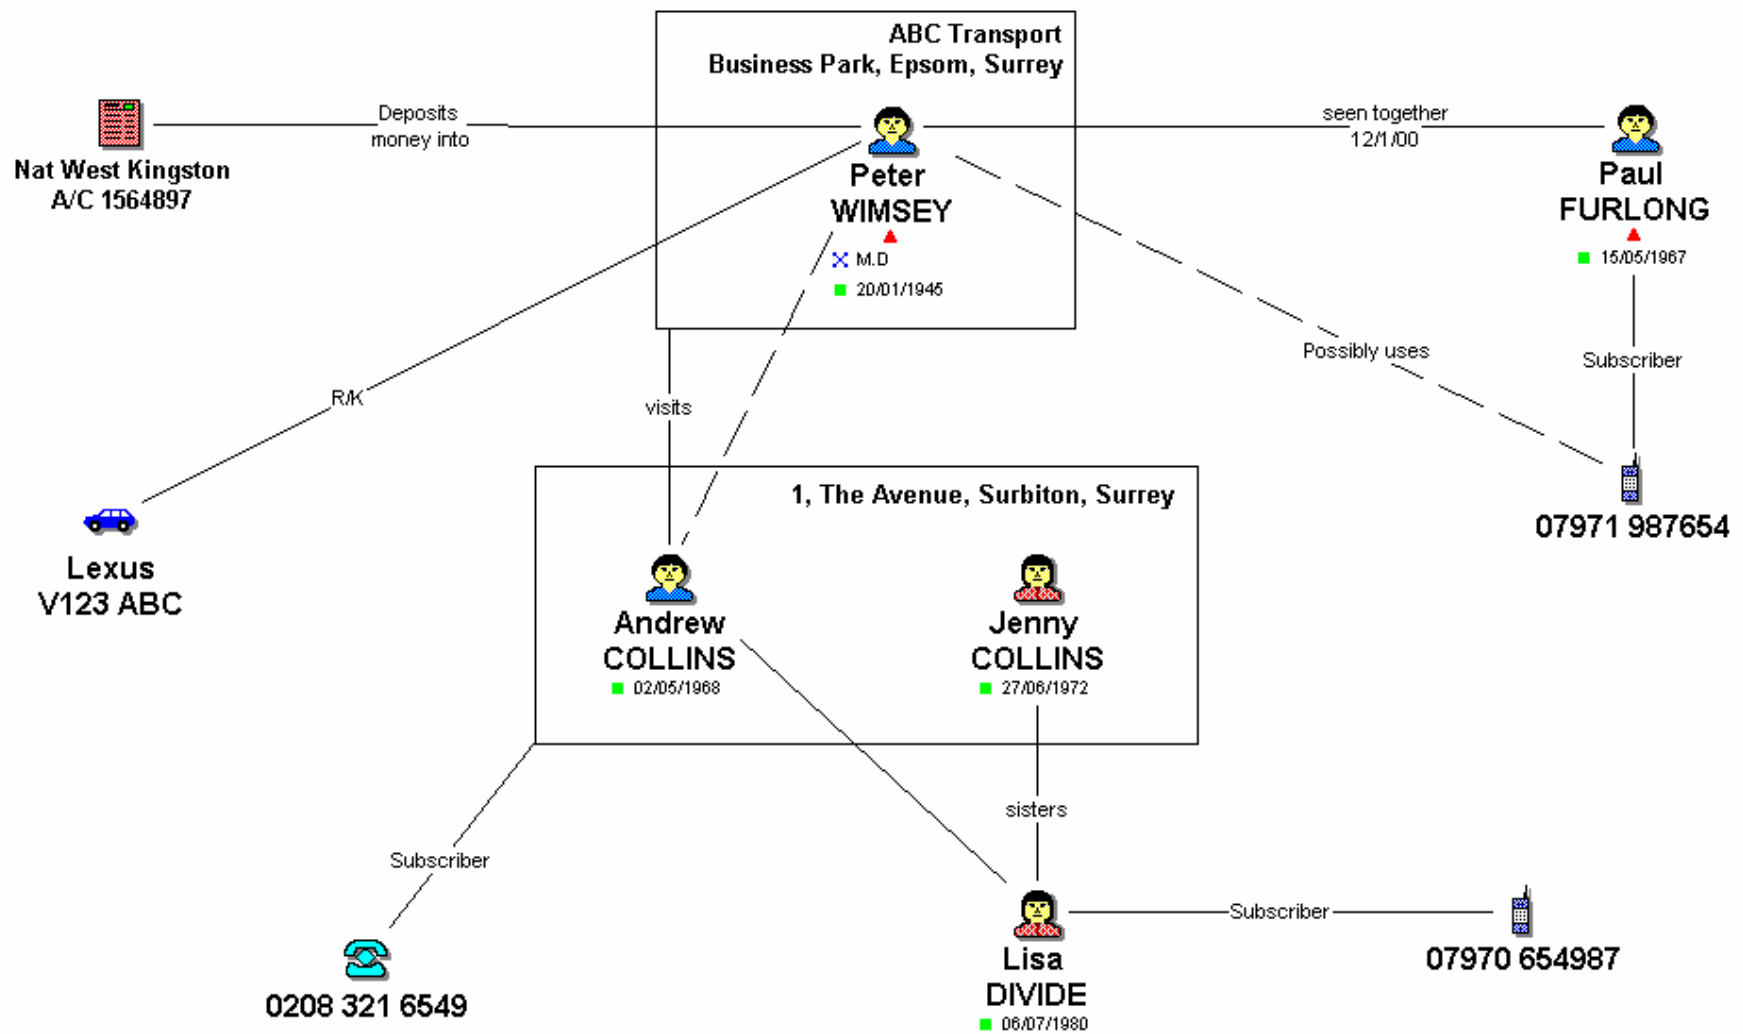 ABC Transport
Business Park, Epsom, Surrey
Deposits
money into
seen together
12/1/00
Nat West Kingston
A/C 1564897
Peter
WIMSEY
M.D
20/01/1945
Paul
FURLONG
15/05/1967
R/K
visits
Possibly uses
Subscriber
1, The Avenue, Surbiton, Surrey
Lexus
V123 ABC
07971 987654
Andrew
COLLINS
02/05/1968
Jenny
COLLINS
27/06/1972
sisters
Subscriber
Subscriber
0208 321 6549
Lisa
DIVIDE
06/07/1980
07970 654987